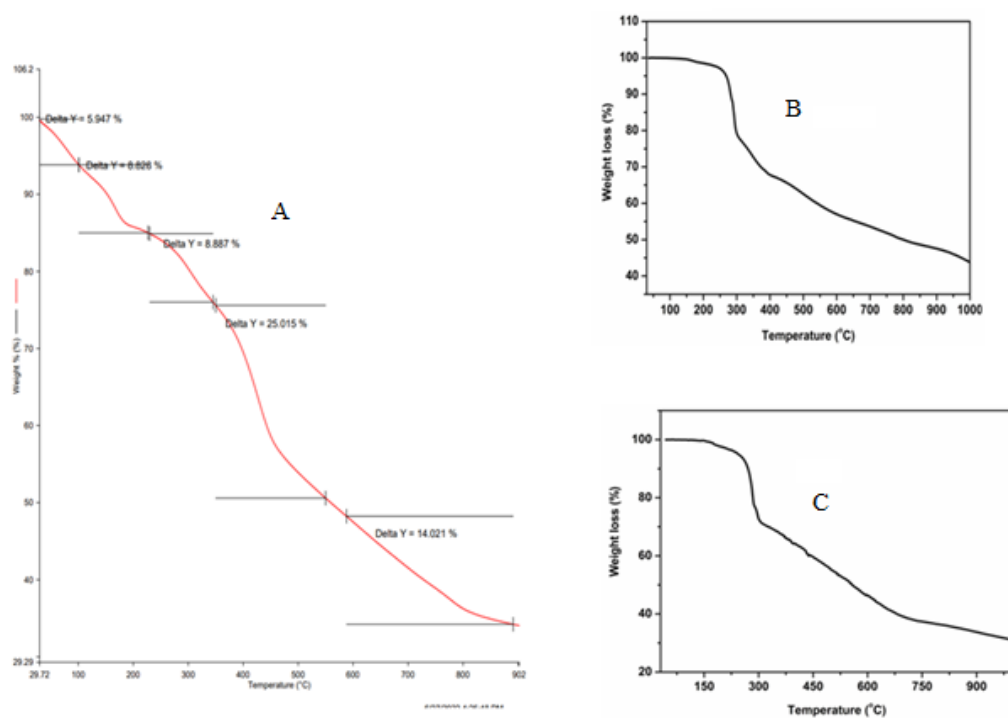 106.2
100
90
80
70
60
50
40
29.29
Weight % (%)
Delta Y = 5.947 %
Delta Y = 8.826 %
Delta Y = 8.887 %
Delta Y = 25.015 %
Delta Y = 14.021 %
A
29.72 100 200 300 400 500 600 700 800 902
Temperature (°C)
110
100
90
80
70
60
50
40
Weight loss (%)
B
100 200 300 400 500 600 700 800 900 1000
Temperature (°C)
100
80
60
40
20
Weight loss (%)
C
150 300 450 600 750 900
Temperature (°C)